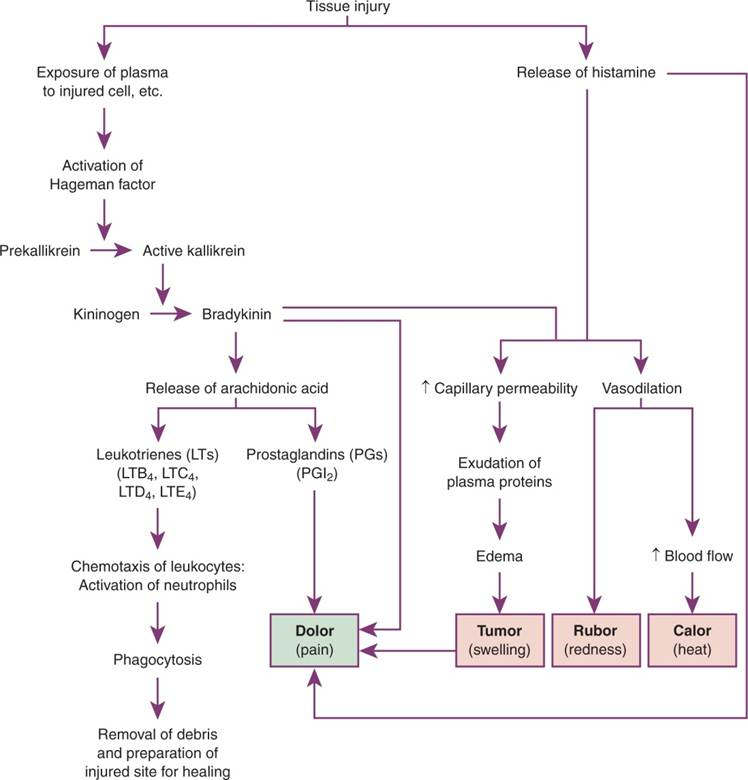 Tissue injury
Exposure of plasma
to injured cell, etc.
Release of histamine
Activation of
Hageman factor
Prekallikrein
Active kallikrein
Kininogen
Bradykinin
Release of arachidonic acid
↑ Capillary permeability
Vasodilation
Leukotrienes (LTs)
(LTB₄, LTC₄,
LTD₄, LTE₄)
Prostaglandins (PGs)
(PGI₂)
Exudation of
plasma proteins
Edema
↑ Blood flow
Chemotaxis of leukocytes:
Activation of neutrophils
Dolor
(pain)
Tumor
(swelling)
Rubor
(redness)
Calor
(heat)
Phagocytosis
Removal of debris
and preparation of
injured site for healing